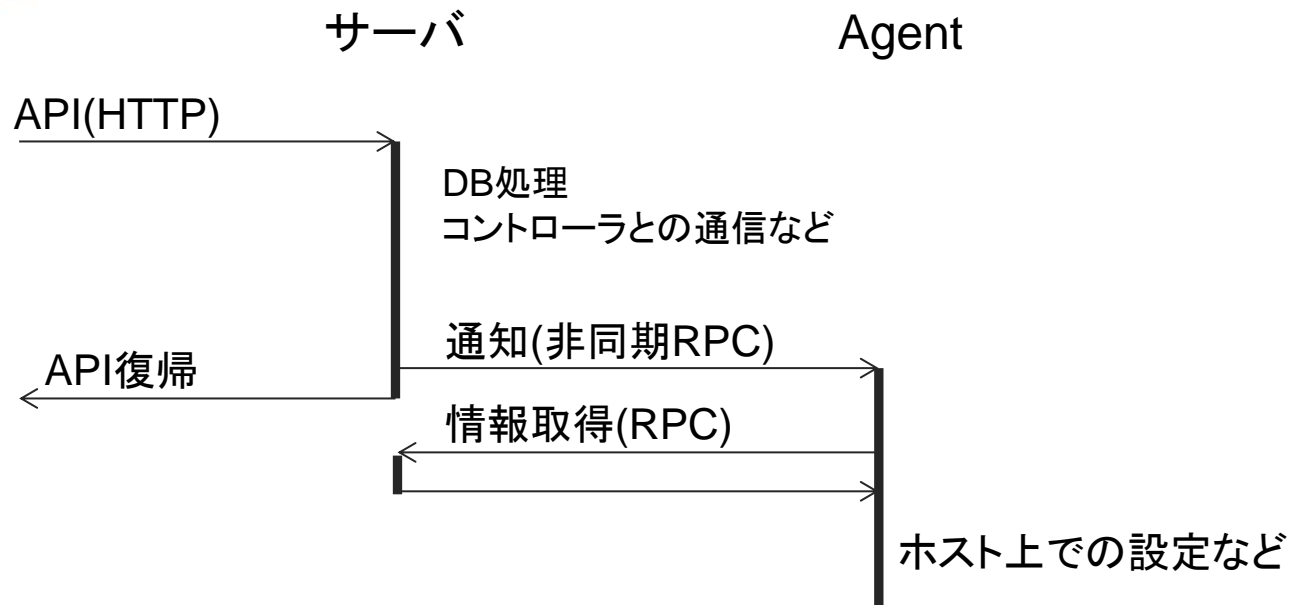 サーバ
Agent
API(HTTP)
DB処理
コントローラとの通信など
通知(非同期RPC)
API復帰
情報取得(RPC)
ホスト上での設定など